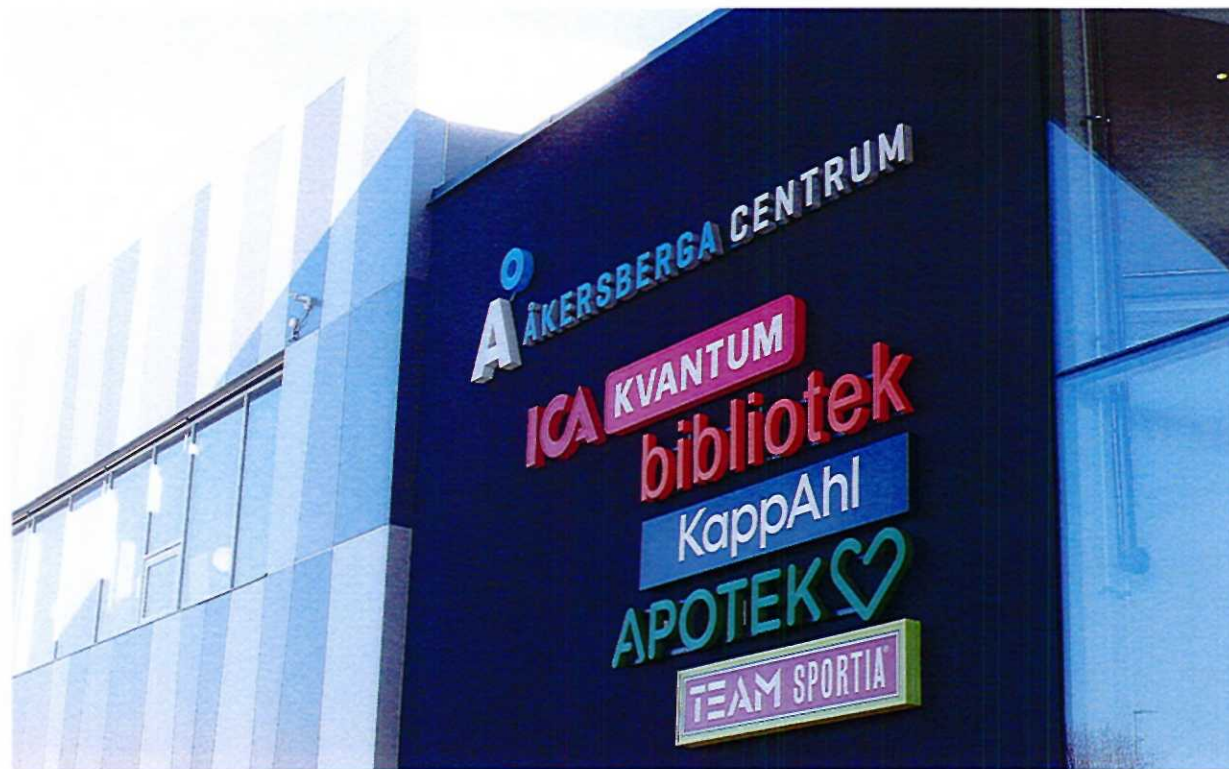 Å ÅKERSBERGA CENTRUM
ICA KVANTUM
bibliotek
KappAhl
APOTEK
TEAM SPORTIA